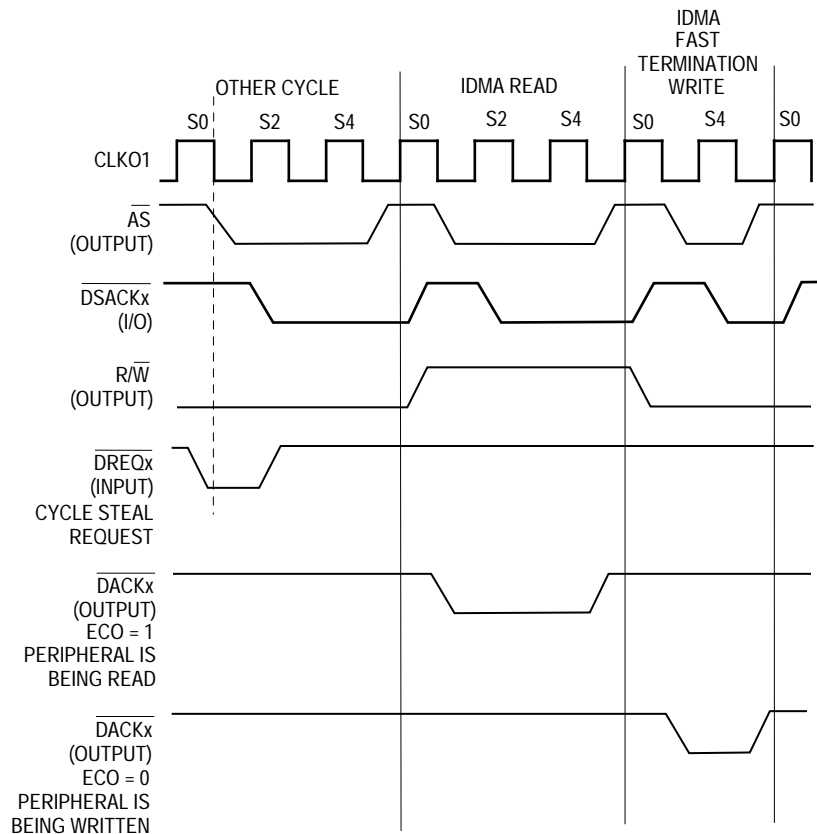 IDMA
FAST
TERMINATION
WRITE
OTHER CYCLE
IDMA READ
S0 S2 S4 S0 S2 S4 S0 S4 S0
CLKO1
AS
(OUTPUT)
DSACKx
(I/O)
R/W
(OUTPUT)
DREQx
(INPUT)
CYCLE STEAL
REQUEST
DACKx
(OUTPUT)
ECO = 1
PERIPHERAL IS
BEING READ
DACKx
(OUTPUT)
ECO = 0
PERIPHERAL IS
BEING WRITTEN